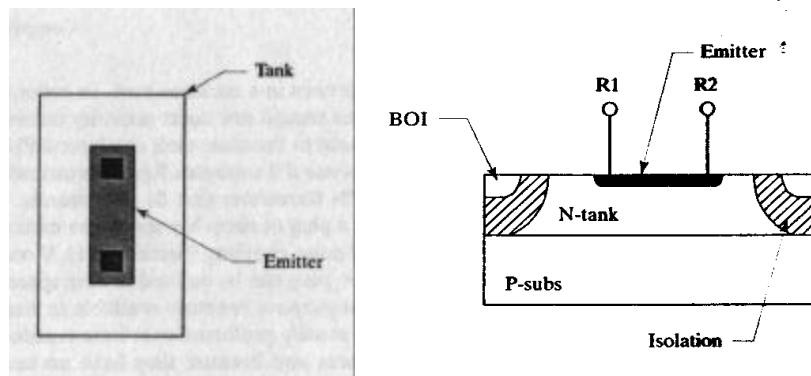 Tank
Emitter
Emitter
R1
R2
BOI
N-tank
P-subs
Isolation